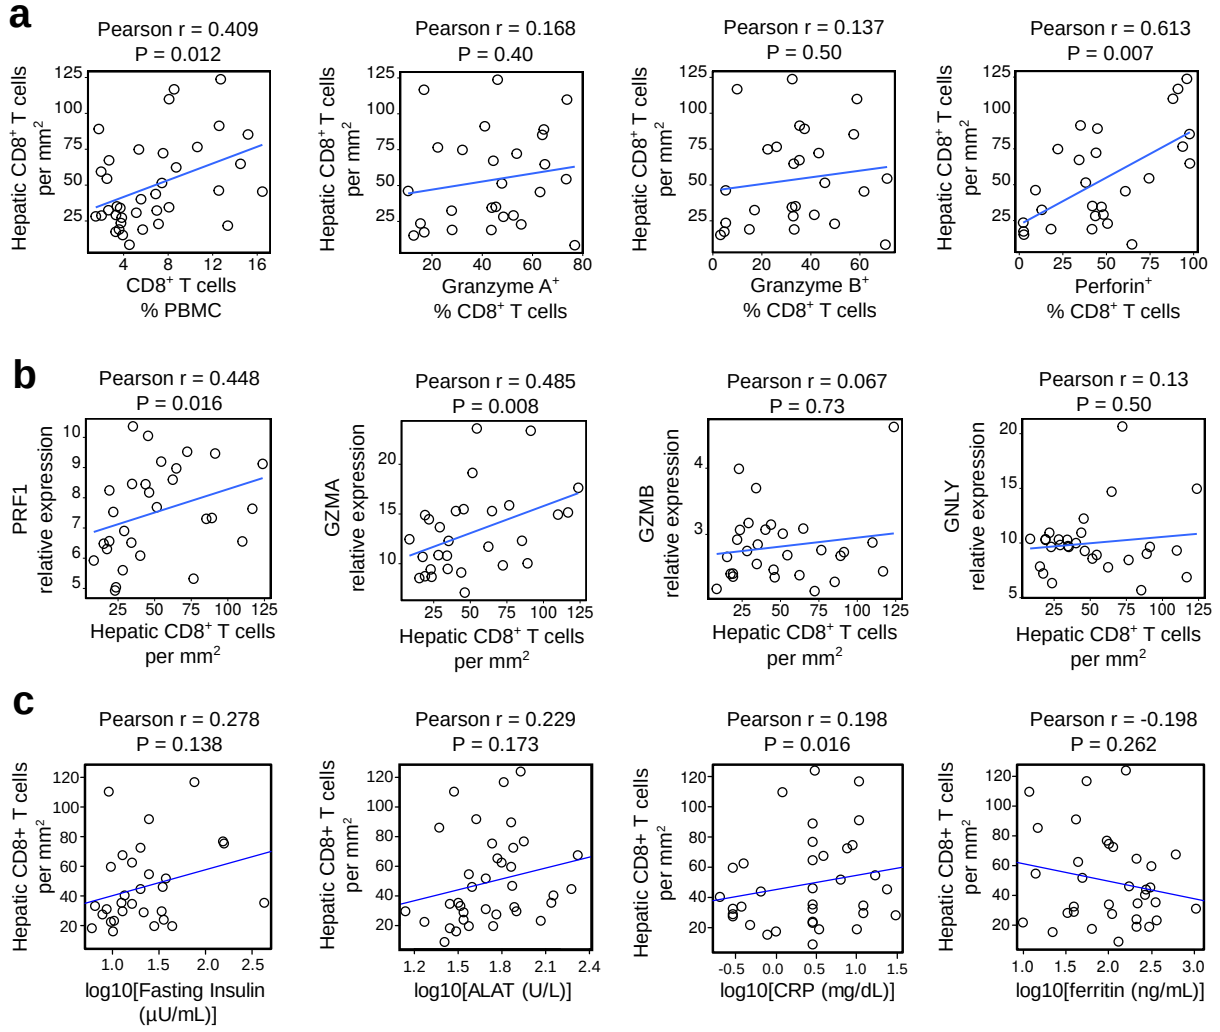 a
Pearson r = 0.409
P = 0.012
Hepatic CD8⁺ T cells
per mm²
125
100
75
50
25
4 8 12 16
CD8⁺ T cells
% PBMC
Pearson r = 0.168
P = 0.40
Hepatic CD8⁺ T cells
per mm²
125
100
75
50
25
20 40 60 80
Granzyme A⁺
% CD8⁺ T cells
Pearson r = 0.137
P = 0.50
Hepatic CD8⁺ T cells
per mm²
125
100
75
50
25
0 20 40 60
Granzyme B⁺
% CD8⁺ T cells
Pearson r = 0.613
P = 0.007
Hepatic CD8⁺ T cells
per mm²
125
100
75
50
25
0 25 50 75 100
Perforin⁺
% CD8⁺ T cells
b
Pearson r = 0.448
P = 0.016
PRF1
relative expression
10
9
8
7
6
5
25 50 75 100 125
Hepatic CD8⁺ T cells
per mm²
Pearson r = 0.485
P = 0.008
GZMA
relative expression
20
15
10
25 50 75 100 125
Hepatic CD8⁺ T cells
per mm²
Pearson r = 0.067
P = 0.73
GZMB
relative expression
4
3
25 50 75 100 125
Hepatic CD8⁺ T cells
per mm²
Pearson r = 0.13
P = 0.50
GNLY
relative expression
20
15
10
5
25 50 75 100 125
Hepatic CD8⁺ T cells
per mm²
c
Pearson r = 0.278
P = 0.138
Hepatic CD8+ T cells
per mm²
120
100
80
60
40
20
1.0 1.5 2.0 2.5
log10[Fasting Insulin
(µU/mL)]
Pearson r = 0.229
P = 0.173
Hepatic CD8+ T cells
per mm²
120
100
80
60
40
20
1.2 1.5 1.8 2.1 2.4
log10[ALAT (U/L)]
Pearson r = 0.198
P = 0.016
Hepatic CD8+ T cells
per mm²
120
100
80
60
40
20
-0.5 0.0 0.5 1.0 1.5
log10[CRP (mg/dL)]
Pearson r = -0.198
P = 0.262
Hepatic CD8+ T cells
per mm²
120
100
80
60
40
20
1.0 1.5 2.0 2.5 3.0
log10[ferritin (ng/mL)]